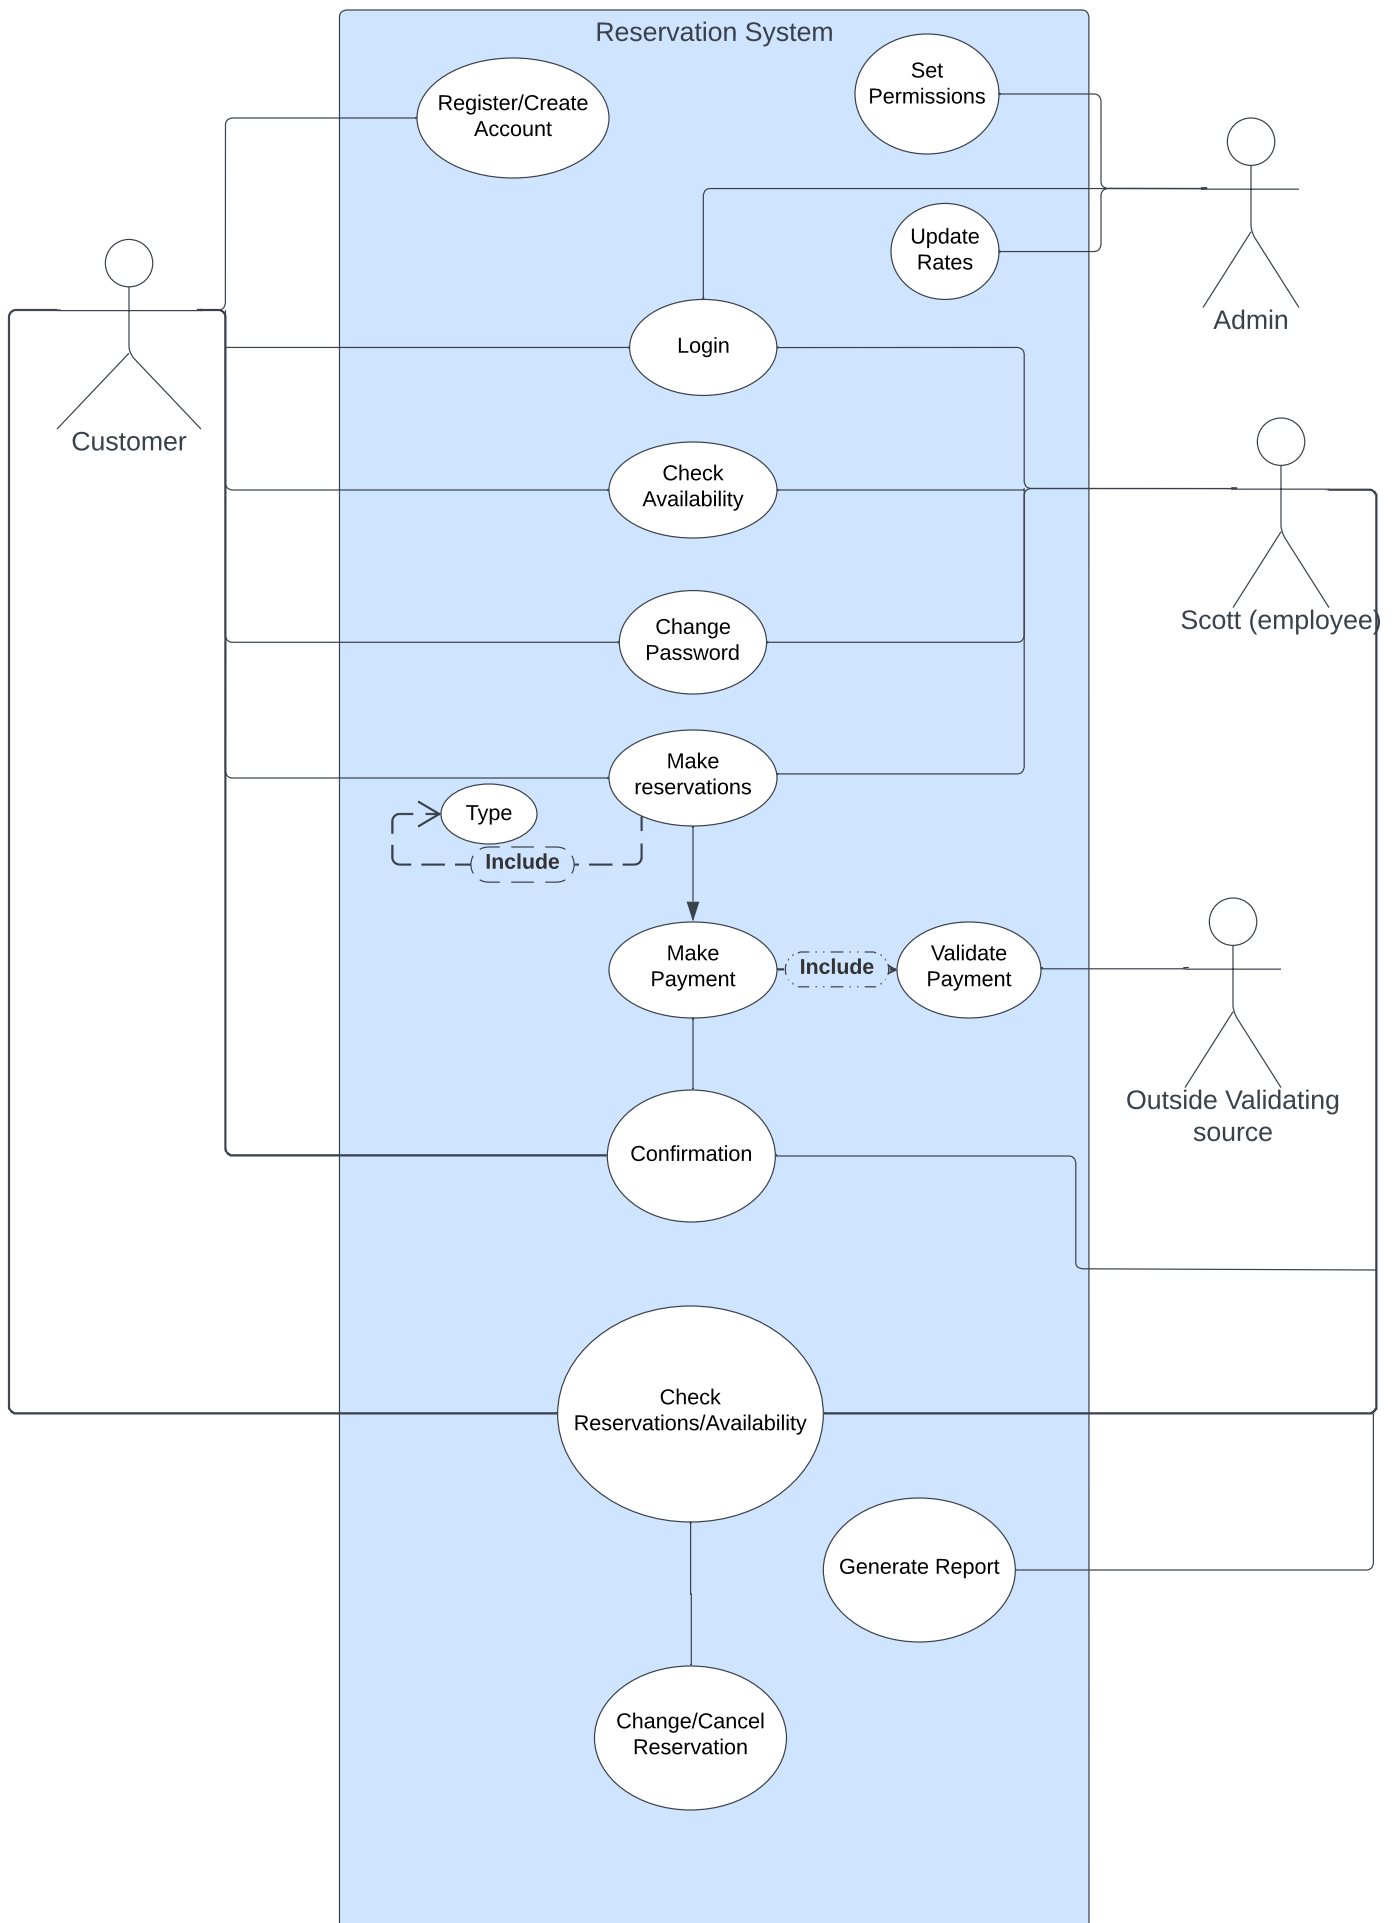 Reservation System
Register/Create
Account
Set
Permissions
Update
Rates
Admin
Login
Customer
Check
Availability
Scott (employee)
Change
Password
Make
reservations
Type
Include
Make
Payment
Include
Validate
Payment
Outside Validating
source
Confirmation
Check
Reservations/Availability
Generate Report
Change/Cancel
Reservation